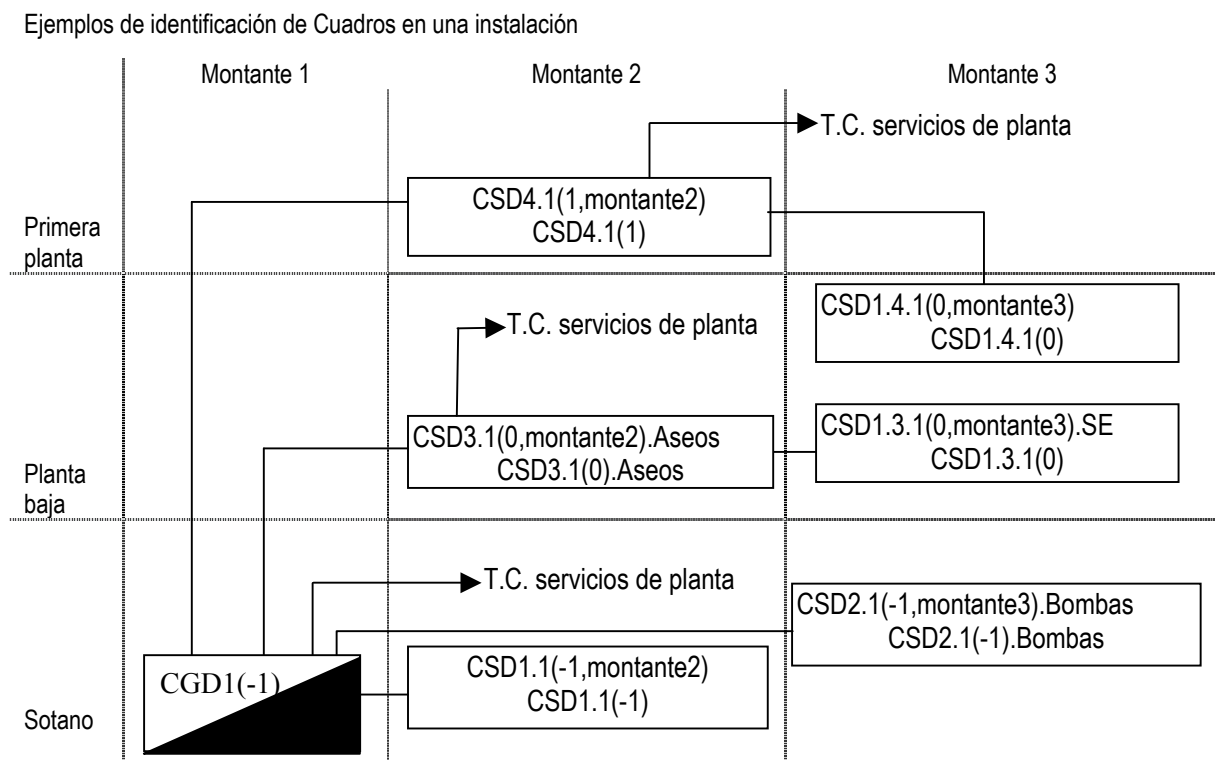 Ejemplos de identificación de Cuadros en una instalación
Montante 1
Montante 2
Montante 3
T.C. servicios de planta
CSD4.1(1,montante2)
CSD4.1(1)
Primera
planta
CSD1.4.1(0,montante3)
CSD1.4.1(0)
T.C. servicios de planta
CSD3.1(0,montante2).Aseos
CSD3.1(0).Aseos
CSD1.3.1(0,montante3).SE
CSD1.3.1(0)
Planta
baja
T.C. servicios de planta
CSD2.1(-1,montante3).Bombas
CSD2.1(-1).Bombas
CGD1(-1)
CSD1.1(-1,montante2)
CSD1.1(-1)
Sotano